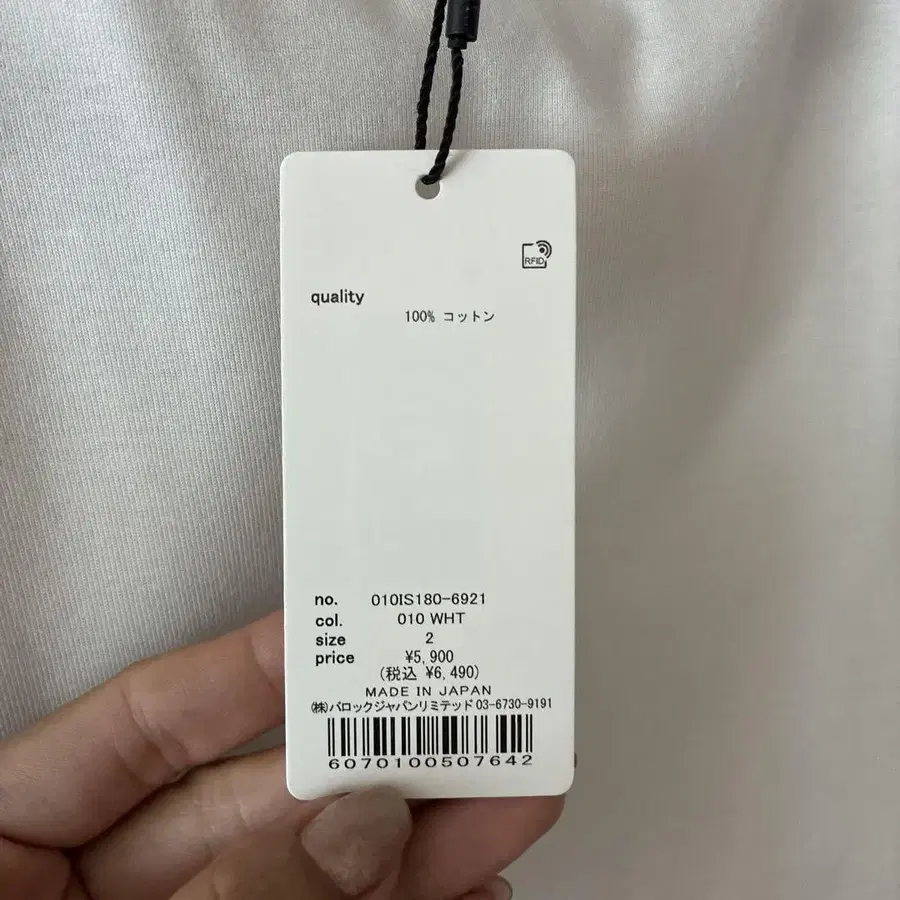 RFID
quality
100% コットン
no. 010IS180-6921
col. 010 WHT
size 2
price ¥5,900
(税込 ¥6,490)
MADE IN JAPAN
㈱バロックジャパンリミテッド 03-6730-9191
6070100507642